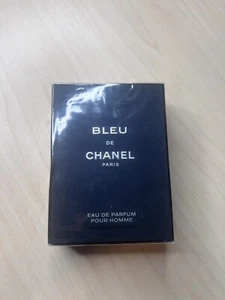 BLEU
DE
CHANEL
PARIS
EAU DE PARFUM
POUR HOMME